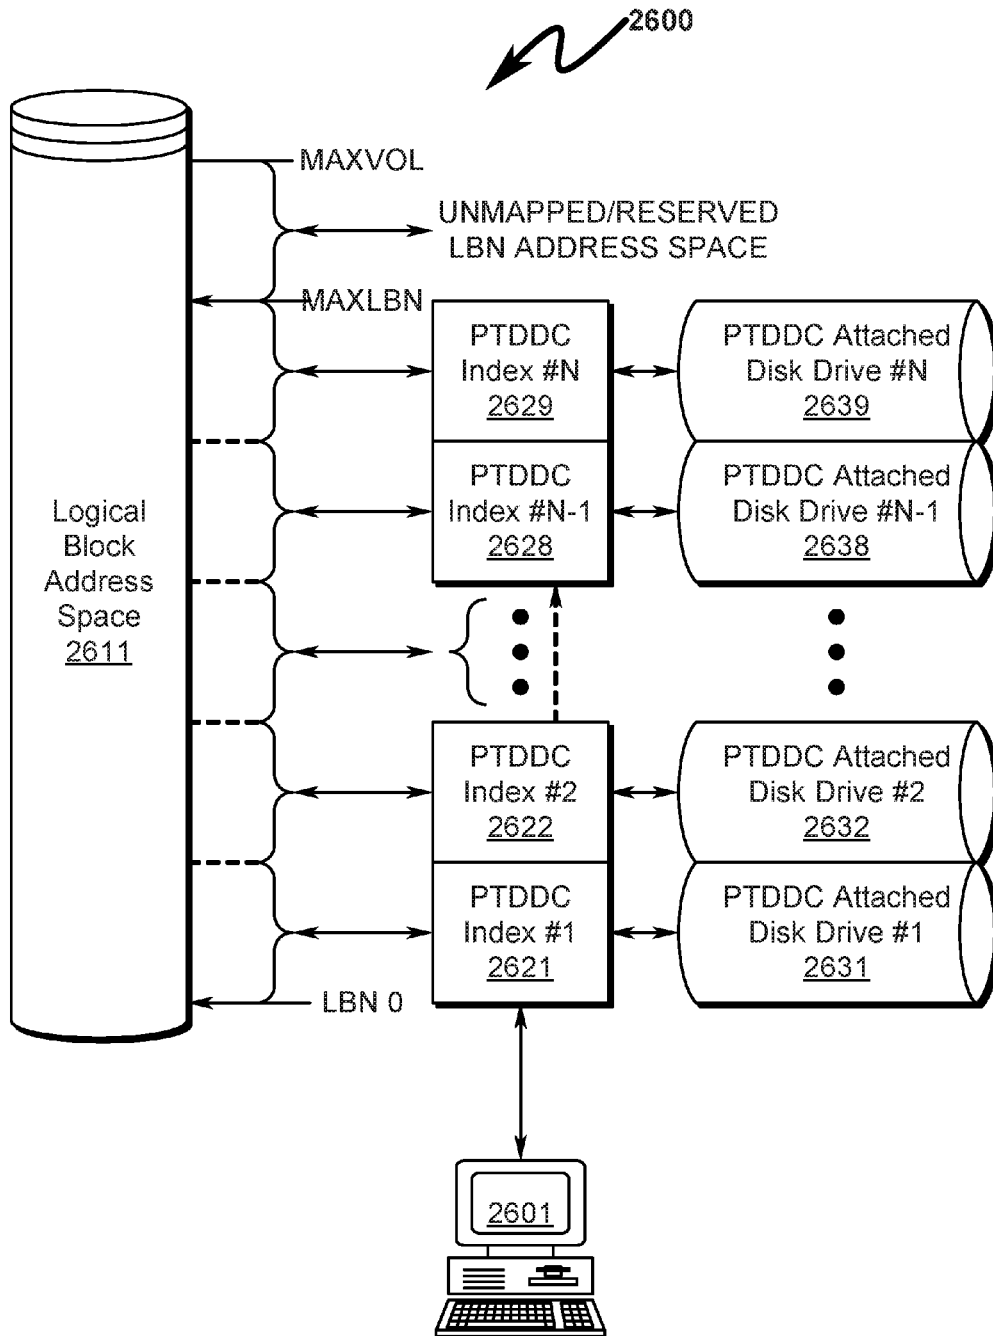 2600
MAXVOL
UNMAPPED/RESERVED
LBN ADDRESS SPACE
MAXLBN
PTDDC
Index #N
2629
PTDDC Attached
Disk Drive #N
2639
PTDDC
Index #N-1
2628
PTDDC Attached
Disk Drive #N-1
2638
Logical
Block
Address
Space
2611
PTDDC
Index #2
2622
PTDDC Attached
Disk Drive #2
2632
PTDDC
Index #1
2621
PTDDC Attached
Disk Drive #1
2631
LBN 0
2601